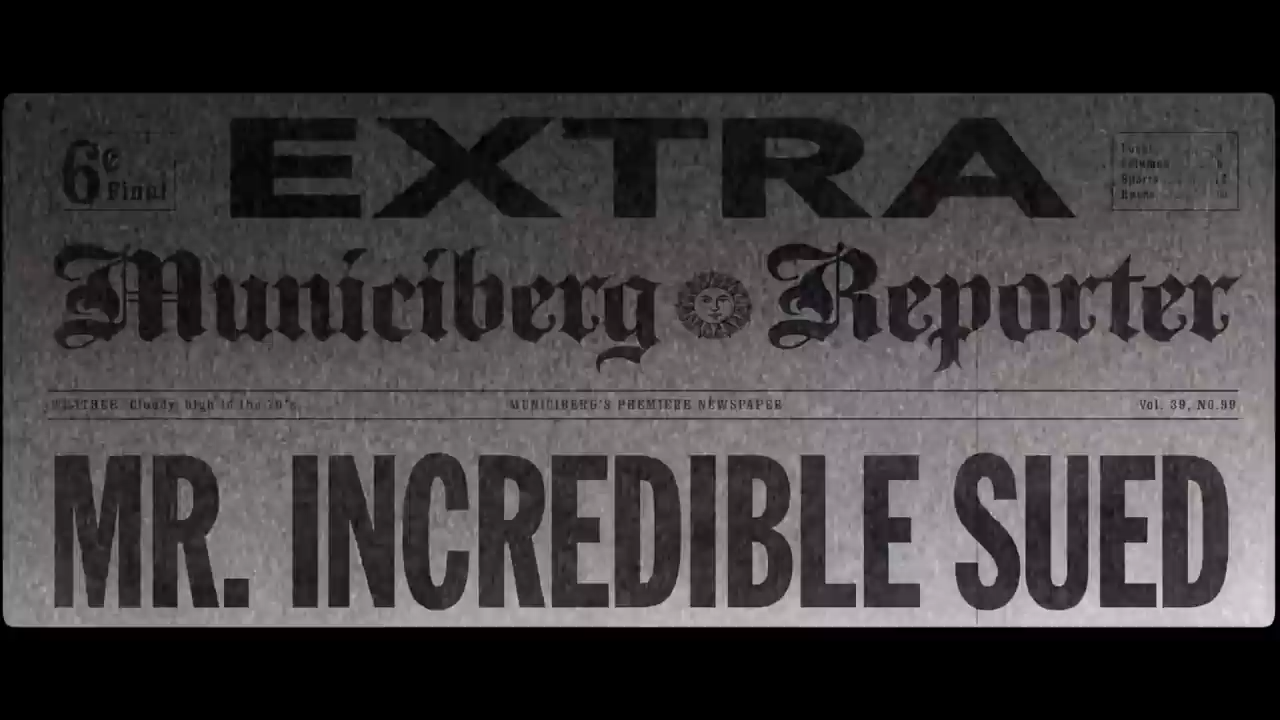 EXTRA
6¢
Final
Sports
Municiberg Reporter
WEATHER: Cloudy, high in the 70's
MUNICIBERG'S PREMIERE NEWSPAPER
Vol. 39, NO.99
MR. INCREDIBLE SUED